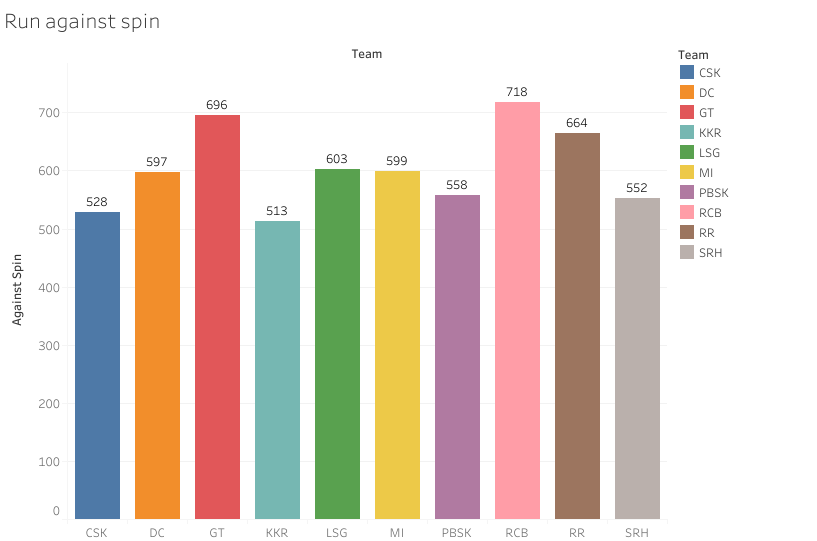 Run against spin
Team
Team
CSK
DC
GT
KKR
LSG
MI
PBSK
RCB
RR
SRH
Against Spin
700
600
500
400
300
200
100
0
528
597
696
513
603
599
558
718
664
552
CSK
DC
GT
KKR
LSG
MI
PBSK
RCB
RR
SRH